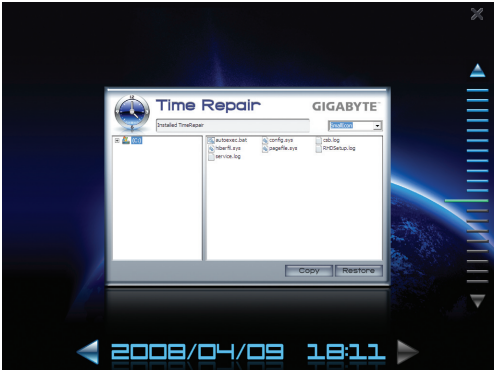 Time Repair
GIGABYTE
Installed TimeRepair
autoexec.bat
config.sys
tsb.log
hiberfil.sys
pagefile.sys
RHDSetup.log
service.log
Copy
Restore
2008/04/09 18:11